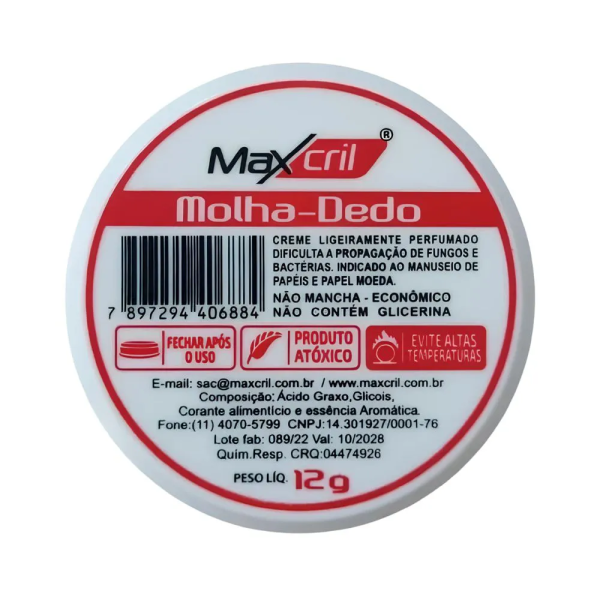 Maxcril®
Molha-Dedo
CREME LIGEIRAMENTE PERFUMADO
DIFICULTA A PROPAGAÇÃO DE FUNGOS E
BACTÉRIAS. INDICADO AO MANUSEIO DE
PAPÉIS E PAPEL MOEDA.
NÃO MANCHA - ECONÔMICO
NÃO CONTÉM GLICERINA
7 897294 406884
FECHAR APÓS
O USO
PRODUTO
ATÓXICO
EVITE ALTAS
TEMPERATURAS
E-mail: sac@maxcril.com.br / www.maxcril.com.br
Composição: Ácido Graxo,Glicois,
Corante alimentício e essência Aromática.
Fone:(11) 4070-5799 CNPJ:14.301927/0001-76
Lote fab: 089/22 Val: 10/2028
Quim.Resp. CRQ:04474926
PESO LÍQ. 12g